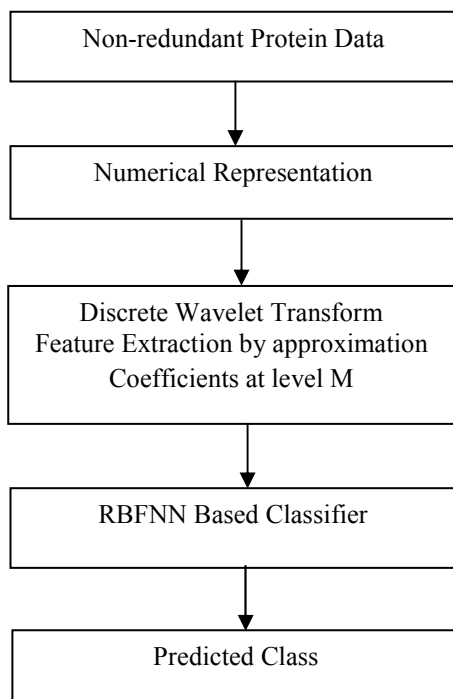 Non-redundant Protein Data
Numerical Representation
Discrete Wavelet Transform
Feature Extraction by approximation
Coefficients at level M
RBFNN Based Classifier
Predicted Class